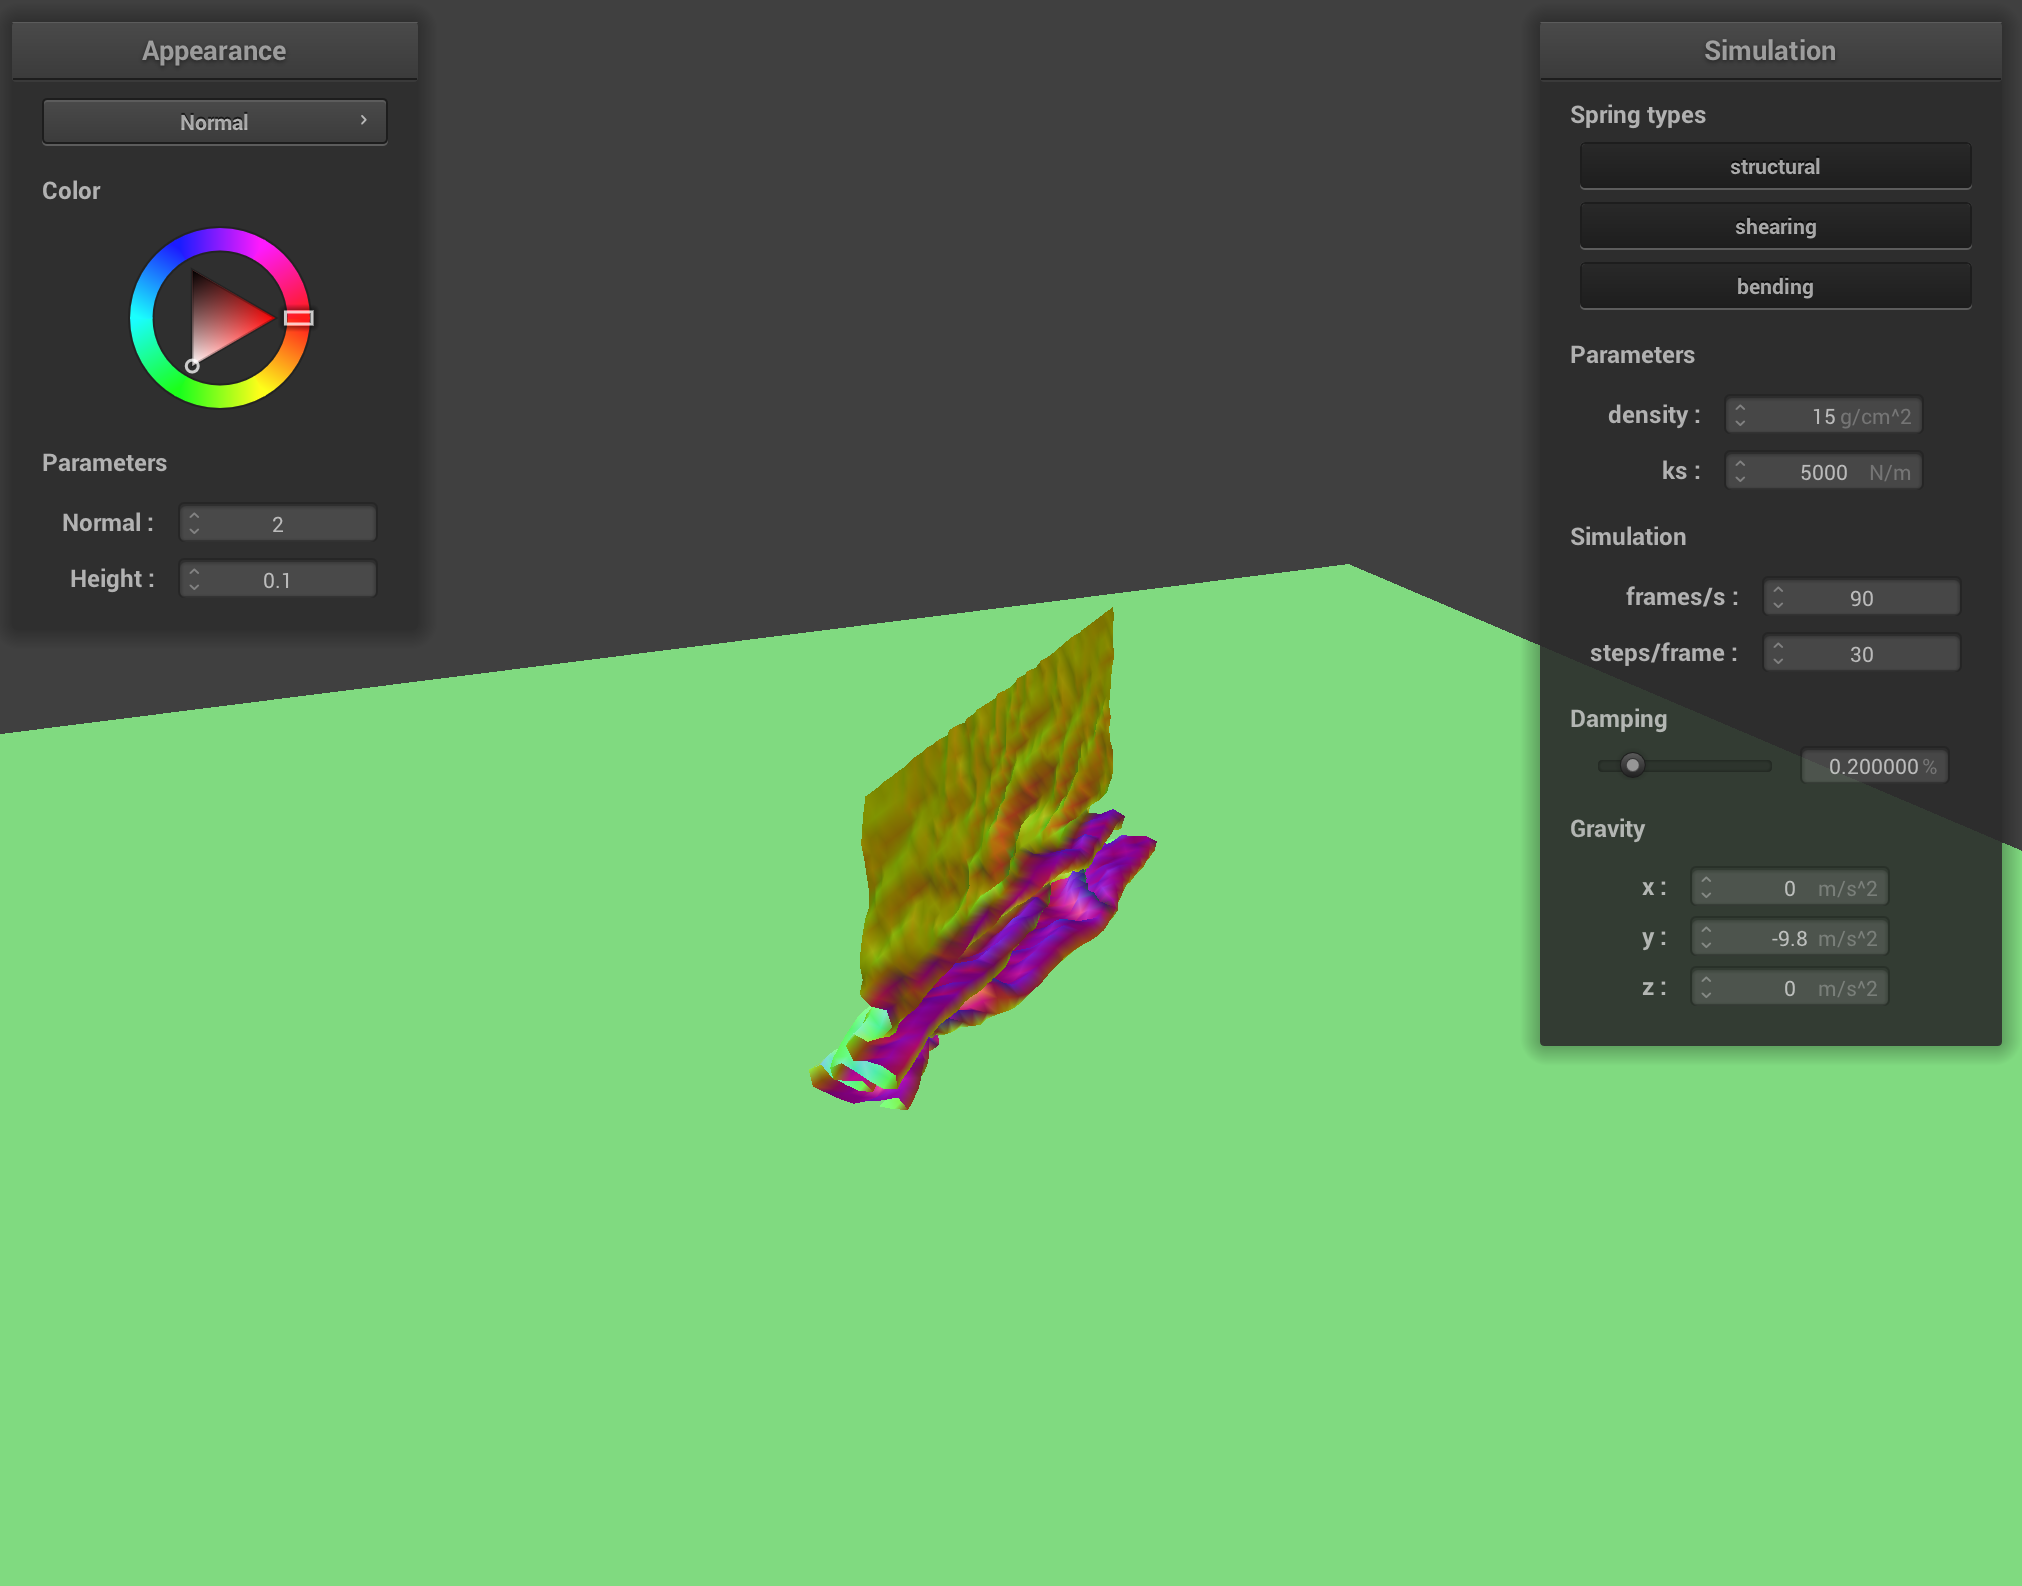 Appearance
Normal
Color
Parameters
Normal : 2
Height : 0.1
Simulation
Spring types
structural
shearing
bending
Parameters
density : 15 g/cm^2
ks : 5000 N/m
Simulation
frames/s : 90
steps/frame : 30
Damping
0.200000 %
Gravity
x : 0 m/s^2
y : -9.8 m/s^2
z : 0 m/s^2